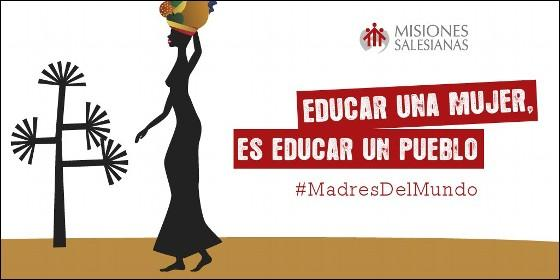 MISIONES
SALESIANAS
EDUCAR UNA MUJER,
ES EDUCAR UN PUEBLO
#MadresDelMundo